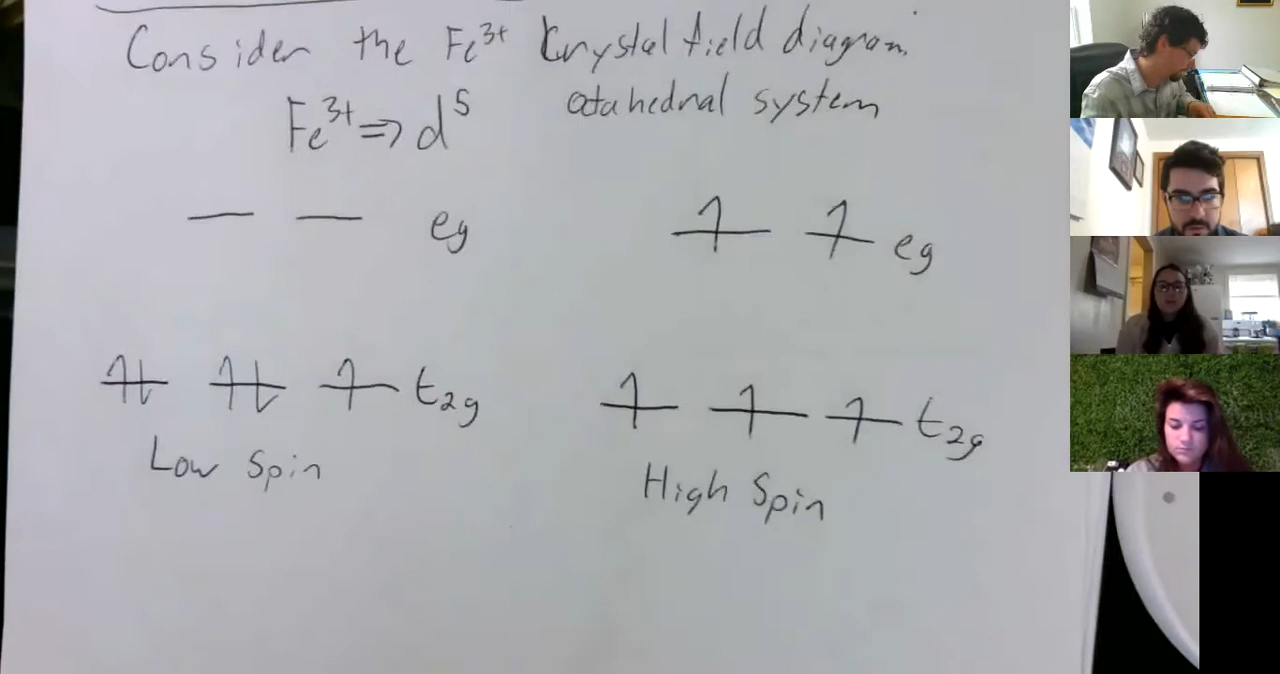 Consider the Fe³⁺ Crystal field diagram.
octahedral system
Fe³⁺ ⇒ d⁵
eg
eg
t₂g
t₂g
Low Spin
High Spin